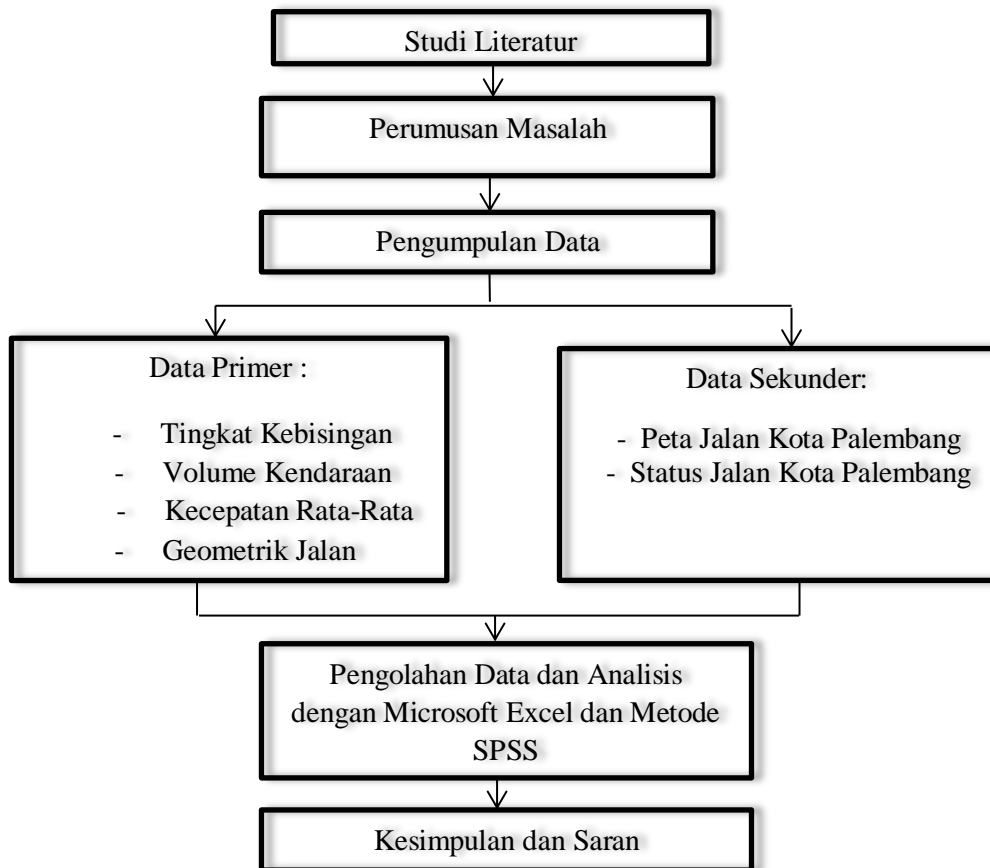 Studi Literatur
Perumusan Masalah
Pengumpulan Data
Data Primer :
- Tingkat Kebisingan
- Volume Kendaraan
- Kecepatan Rata-Rata
- Geometrik Jalan
Data Sekunder:
- Peta Jalan Kota Palembang
- Status Jalan Kota Palembang
Pengolahan Data dan Analisis
dengan Microsoft Excel dan Metode
SPSS
Kesimpulan dan Saran